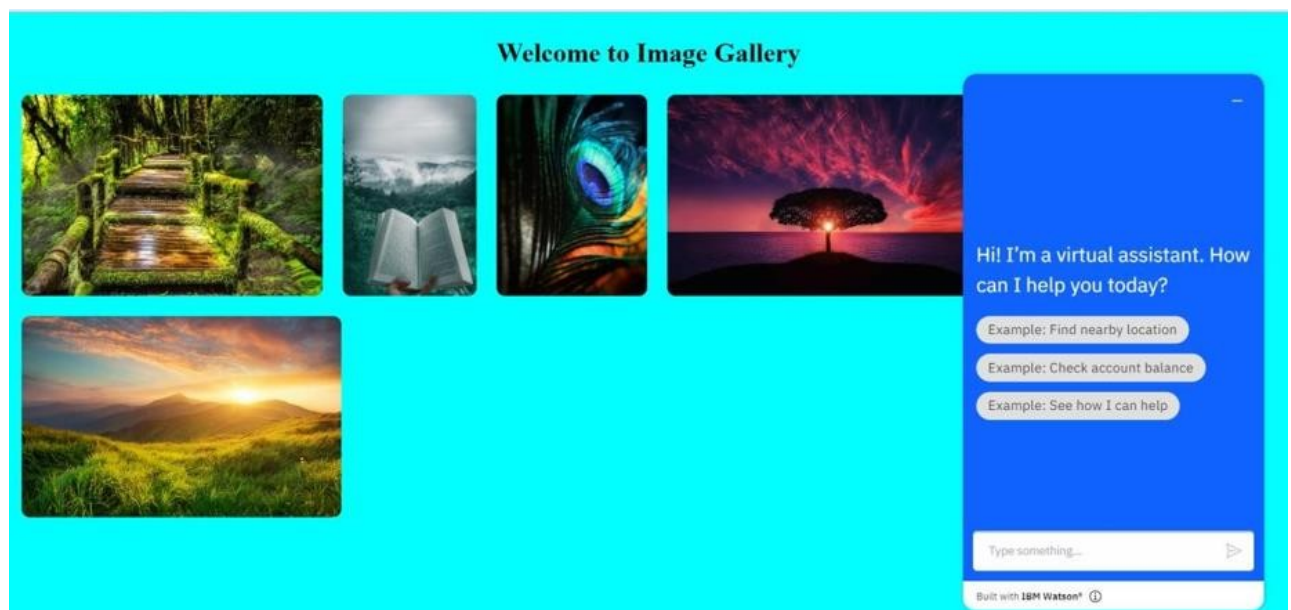 Welcome to Image Gallery
Hi! I'm a virtual assistant. How
can I help you today?
Example: Find nearby location
Example: Check account balance
Example: See how I can help
Type something...
Built with IBM Watson®